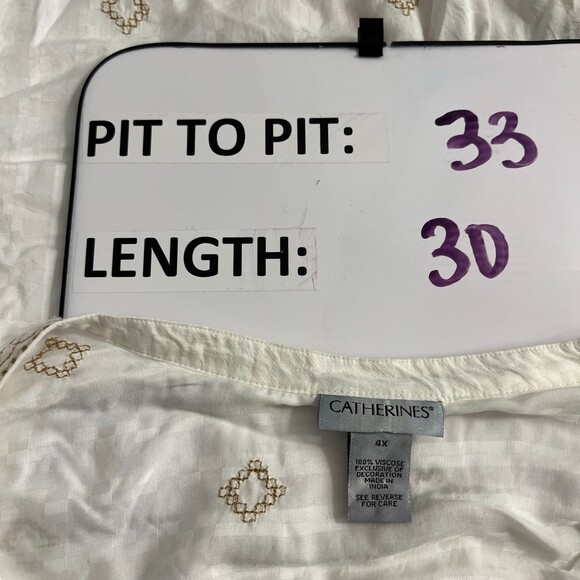 PIT TO PIT: 33
LENGTH: 30
CATHERINES®
4X
100% VISCOSE
EXCLUSIVE OF
DECORATION
MADE IN
INDIA
SEE REVERSE
FOR CARE